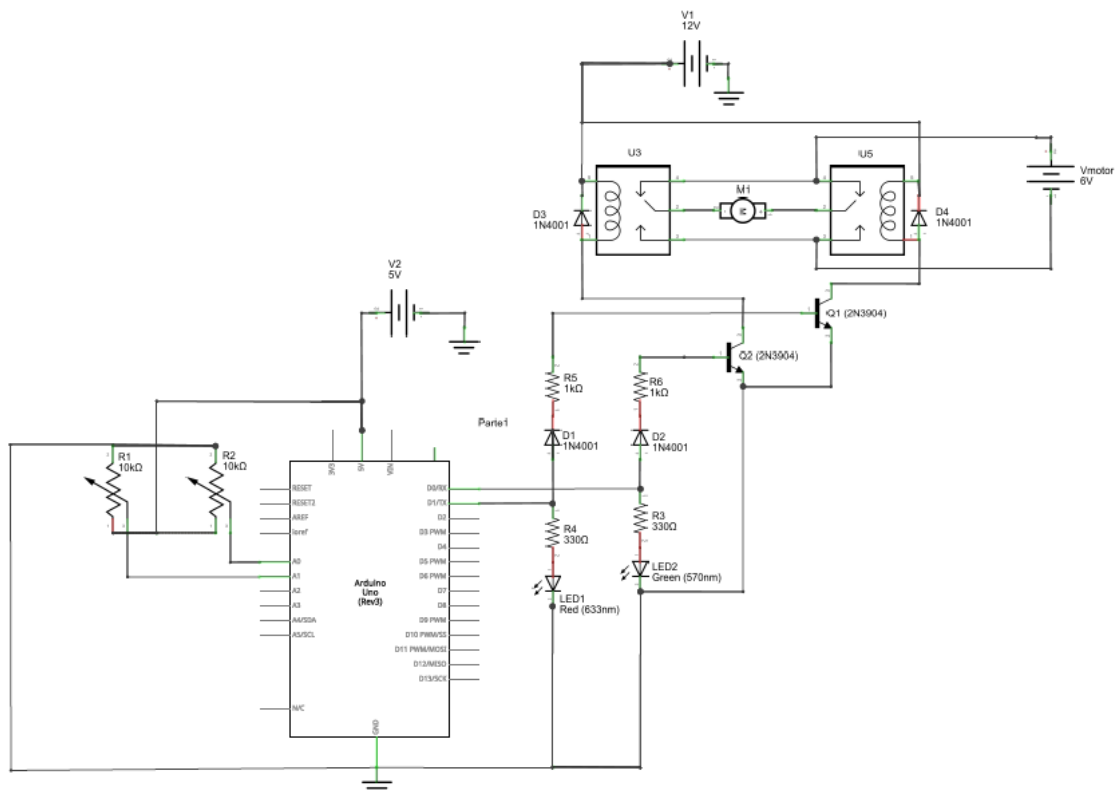 V1
12V
U3
U5
Vmotor
6V
M1
M
D3
1N4001
D4
1N4001
V2
5V
Q1 (2N3904)
Q2 (2N3904)
R5
1kΩ
R6
1kΩ
Parte1
D1
1N4001
D2
1N4001
R1
10kΩ
R2
10kΩ
3V3
5V
VIN
RESET
RESET2
AREF
ioref
A0
A1
A2
A3
A4/SDA
A5/SCL
N/C
D0/RX
D1/TX
D2
D3 PWM
D4
D5 PWM
D6 PWM
D7
D8
D9 PWM
D10 PWM/SS
D11 PWM/MOSI
D12/MISO
D13/SCK
Arduino
Uno
(Rev3)
GND
R4
330Ω
R3
330Ω
LED2
Green (570nm)
LED1
Red (633nm)